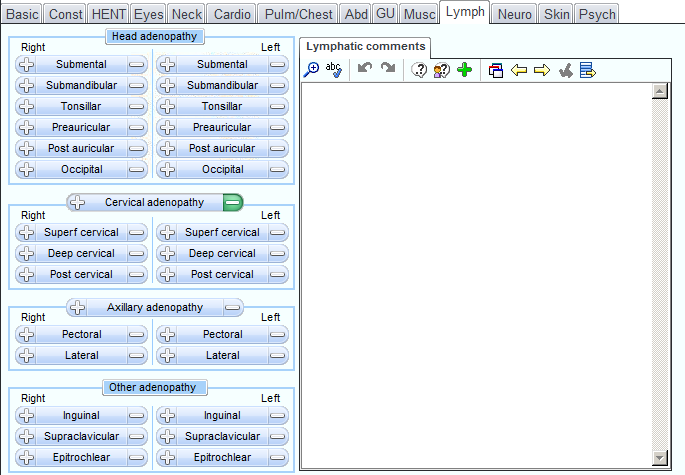 Basic Const HENT Eyes Neck Cardio Pulm/Chest Abd GU Musc Lymph Neuro Skin Psych
Head adenopathy
Right Left
Submental Submental
Submandibular Submandibular
Tonsillar Tonsillar
Preauricular Preauricular
Post auricular Post auricular
Occipital Occipital
Cervical adenopathy
Right Left
Superf cervical Superf cervical
Deep cervical Deep cervical
Post cervical Post cervical
Axillary adenopathy
Right Left
Pectoral Pectoral
Lateral Lateral
Other adenopathy
Right Left
Inguinal Inguinal
Supraclavicular Supraclavicular
Epitrochlear Epitrochlear
Lymphatic comments
abc